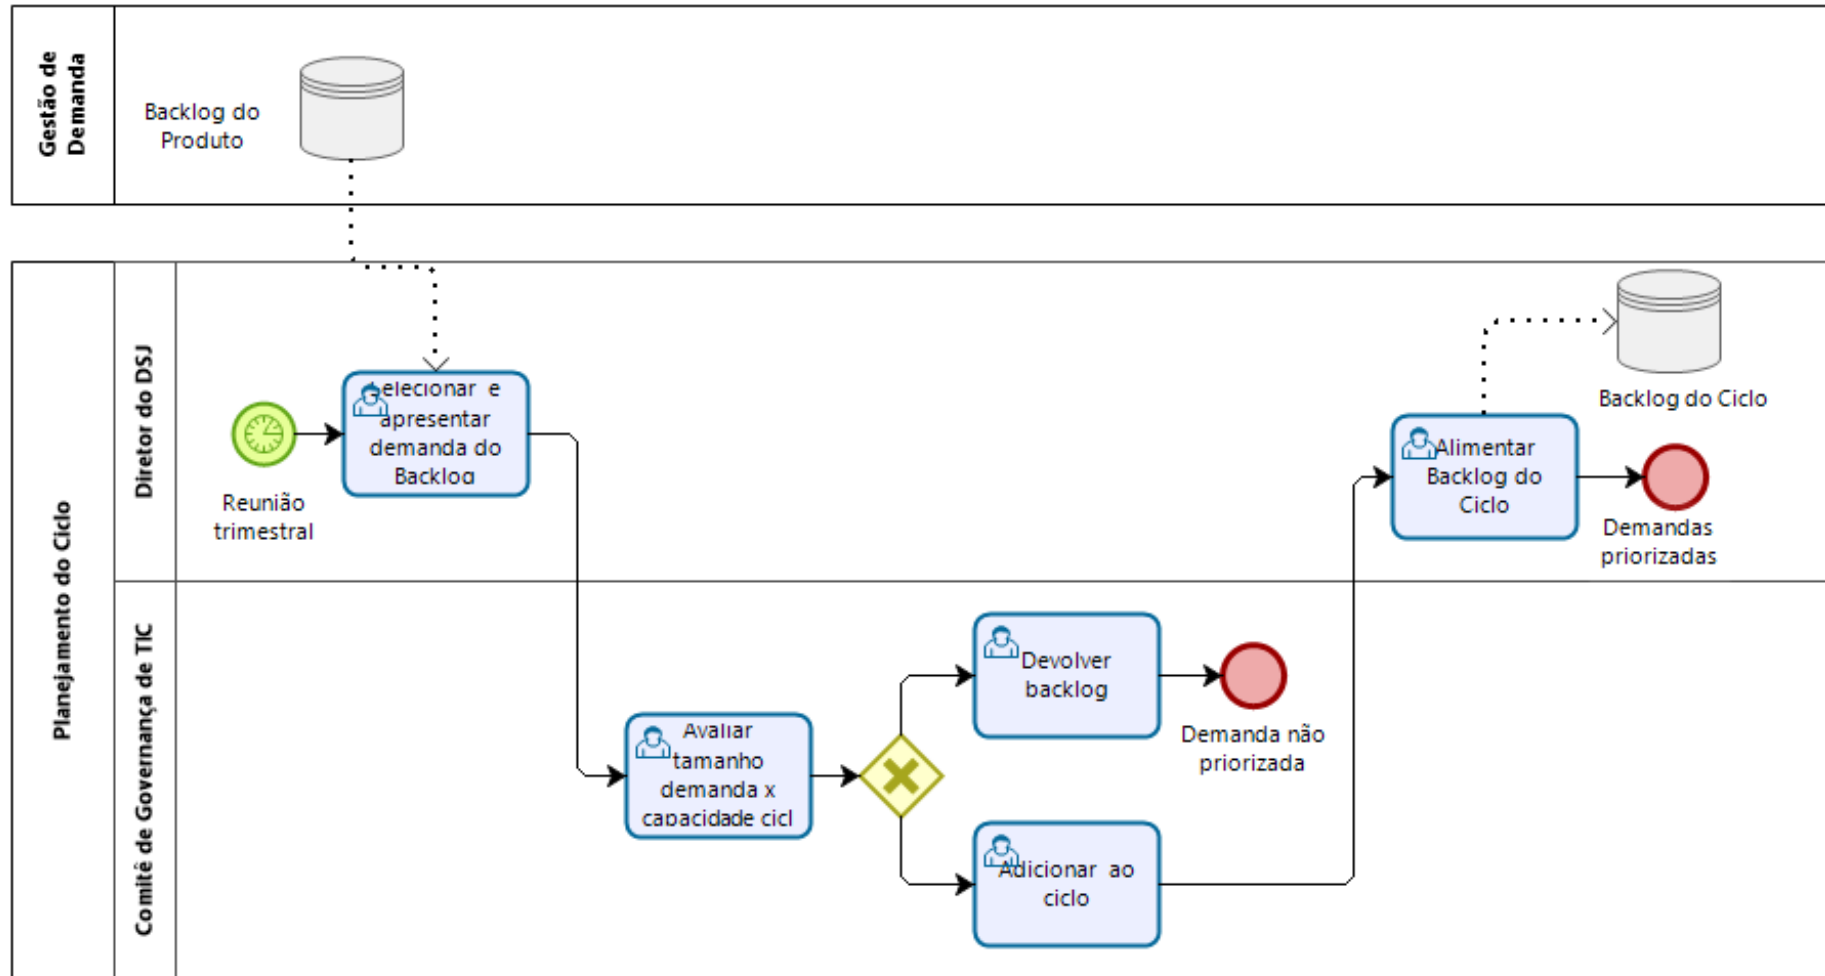 Gestão de
Demanda
Backlog do
Produto
Planejamento do Ciclo
Diretor do DSJ
Reunião
trimestral
Selecionar e
apresentar
demanda do
Backlog
Alimentar
Backlog do
Ciclo
Backlog do Ciclo
Demandas
priorizadas
Comitê de Governança de TIC
Avaliar
tamanho
demanda x
capacidade cicl
Devolver
backlog
Demanda não
priorizada
Adicionar ao
ciclo